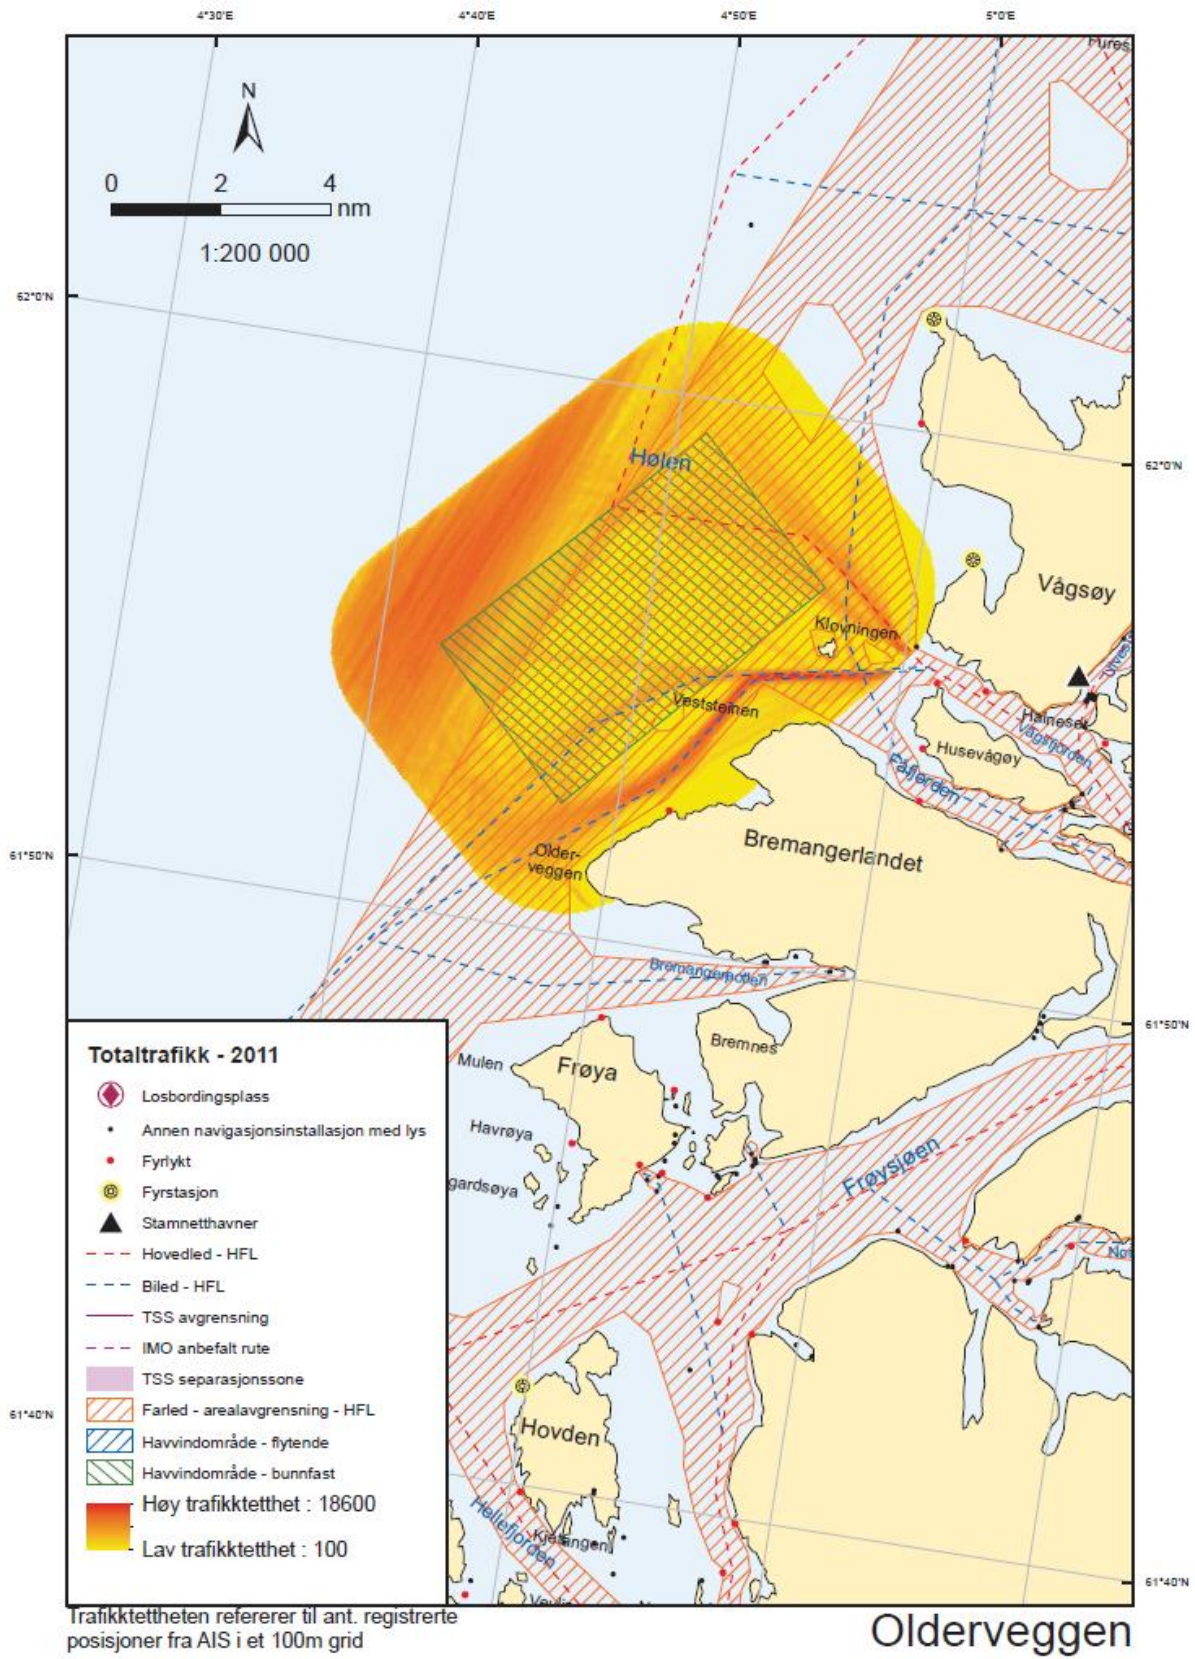 4°30'E
4°40'E
4°50'E
5°0'E
N
0
2
4
nm
1:200 000
62°0'N
62°0'N
Hølen
Vågsøy
Klovningen
Veststeinen
Halneset
Vågsfjorden
Husevågøy
Fåfjorden
Bremangerlandet
61°50'N
Older-
veggen
Bremangerpollen
61°50'N
Bremnes
Mulen
Frøya
Havrøya
gardsøya
Frøysjøen
Hovden
61°40'N
Hellefjorden
61°40'N
Totaltrafikk - 2011
Losbordingsplass
Annen navigasjonsinstallasjon med lys
Fyrlykt
Fyrstasjon
Stamnetthavner
Hovedled - HFL
Biled - HFL
TSS avgrensning
IMO anbefalt rute
TSS separasjonssone
Farled - arealavgrensning - HFL
Havvindområde - flytende
Havvindområde - bunnfast
Høy trafikktetthet : 18600
Lav trafikktetthet : 100
Trafikktettheten refererer til ant. registrerte
posisjoner fra AIS i et 100m grid
Olderveggen